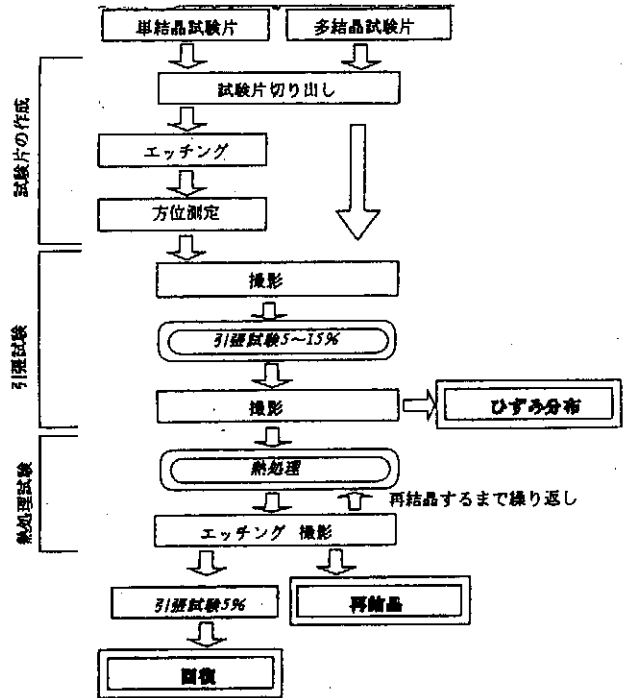 単結晶試験片
多結晶試験片
試験片の作成
試験片切り出し
エッチング
方位測定
引張試験
撮影
引張試験5～15%
撮影
ひずみ分布
熱処理試験
熱処理
再結晶するまで繰り返し
エッチング 撮影
引張試験5%
再結晶
回復